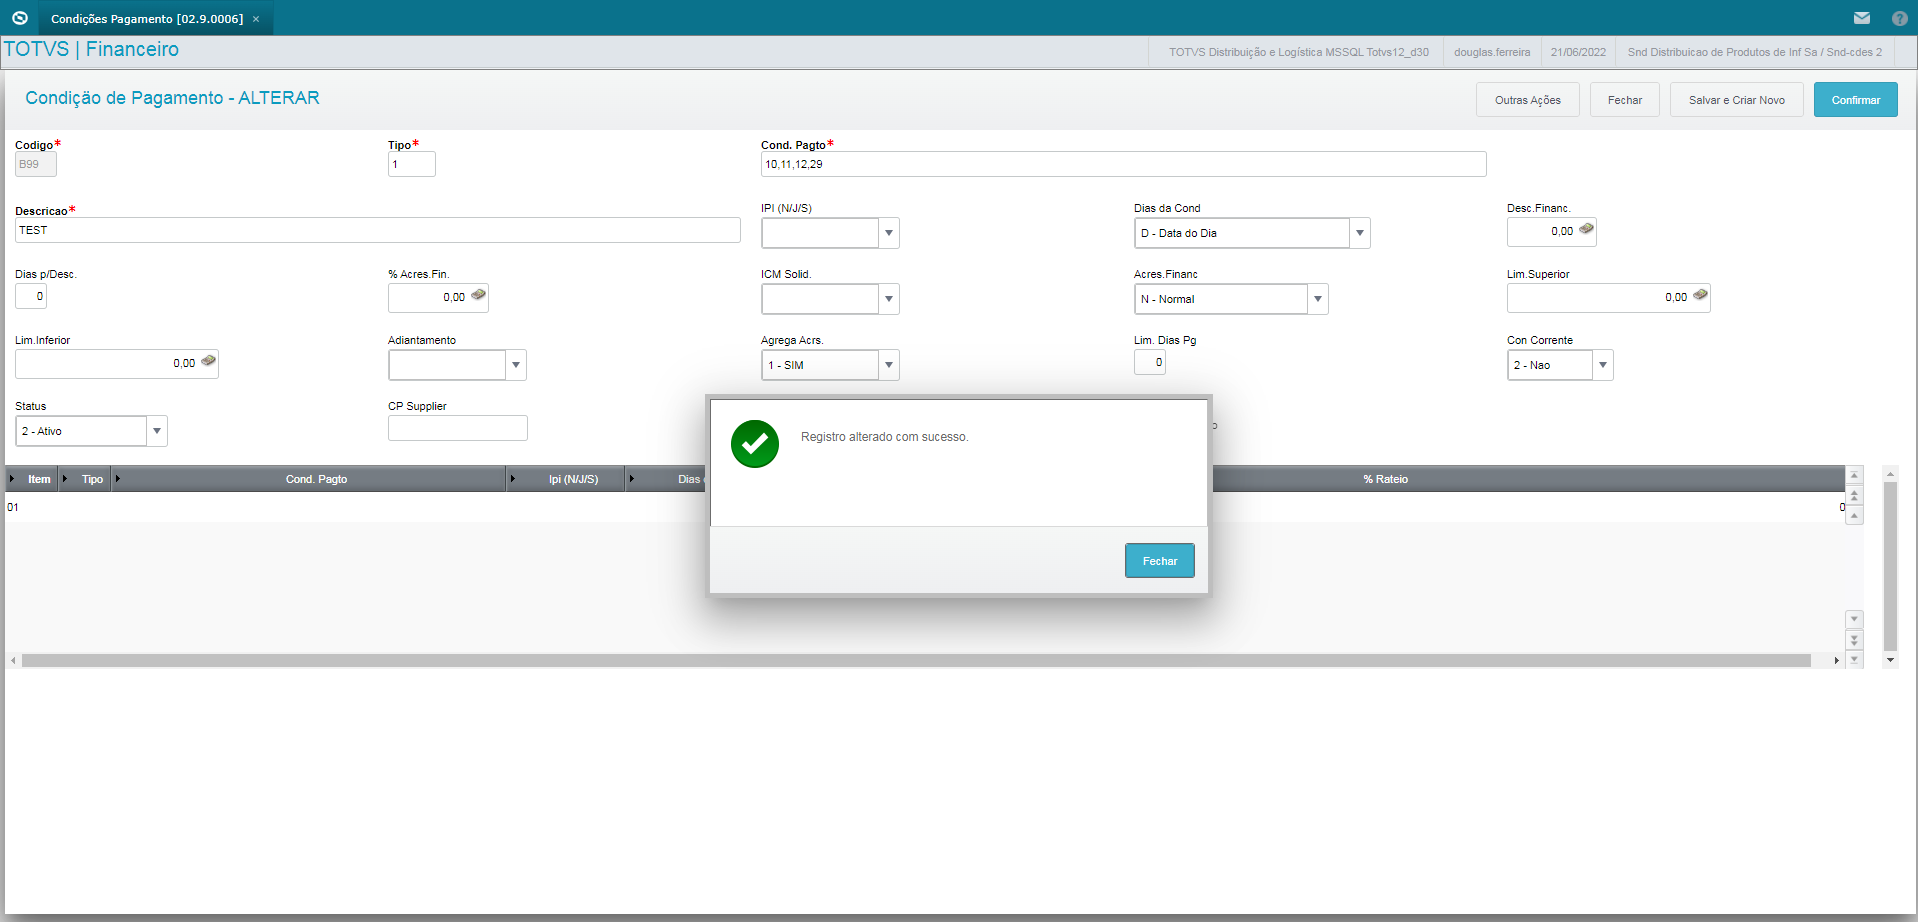 Condições Pagamento [02.9.0006] ×
TOTVS | Financeiro
TOTVS Distribuição e Logística MSSQL Totvs12_d30
douglas.ferreira
21/06/2022
Snd Distribuicao de Produtos de Inf Sa / Snd-cdes 2
Condição de Pagamento - ALTERAR
Outras Ações
Fechar
Salvar e Criar Novo
Confirmar
Codigo*
Tipo*
Cond. Pagto*
B99
1
10,11,12,29
Descricao*
IPI (N/J/S)
Dias da Cond
Desc.Financ.
TEST
D - Data do Dia
0,00
Dias p/Desc.
% Acres.Fin.
ICM Solid.
Acres.Financ
Lim.Superior
0
0,00
N - Normal
0,00
Lim.Inferior
Adiantamento
Agrega Acrs.
Lim. Dias Pg
Con Corrente
0,00
1 - SIM
0
2 - Nao
Status
CP Supplier
2 - Ativo
o
Registro alterado com sucesso.
Fechar
Item
Tipo
Cond. Pagto
Ipi (N/J/S)
Dias
% Rateio
01
0